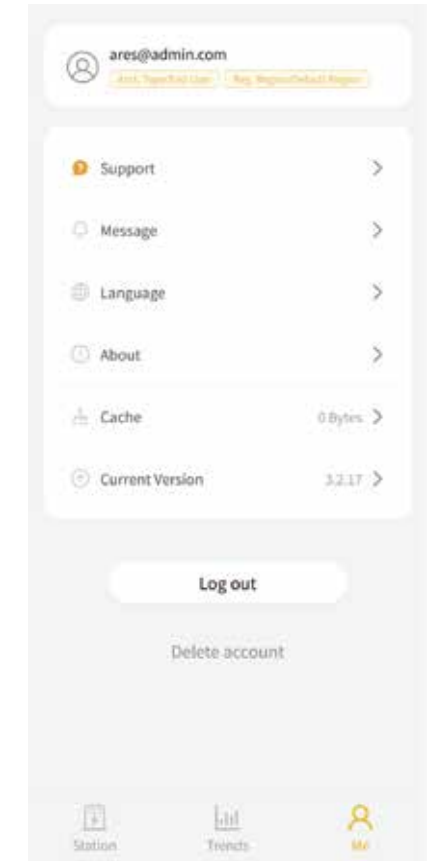 ares@admin.com
Support
Message
Language
About
Cache 0 Bytes
Current Version 3.2.17
Log out
Delete account
Station Trends Me